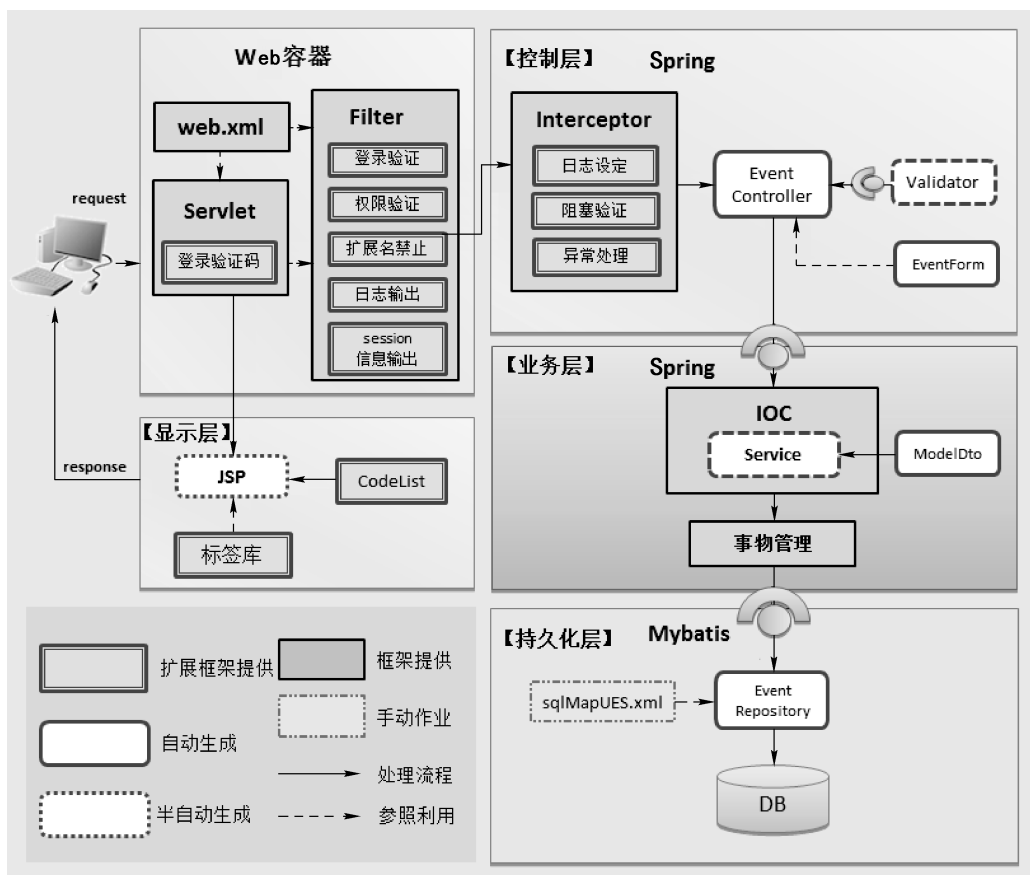 Web容器
web.xml
Servlet
登录验证码
Filter
登录验证
权限验证
扩展名禁止
日志输出
session
信息输出
request
response
【显示层】
JSP
CodeList
标签库
【控制层】
Spring
Interceptor
日志设定
阻塞验证
异常处理
Event
Controller
Validator
EventForm
【业务层】
Spring
IOC
Service
ModelDto
事物管理
【持久化层】
Mybatis
sqlMapUES.xml
Event
Repository
DB
扩展框架提供
框架提供
自动生成
手动作业
半自动生成
处理流程
参照利用